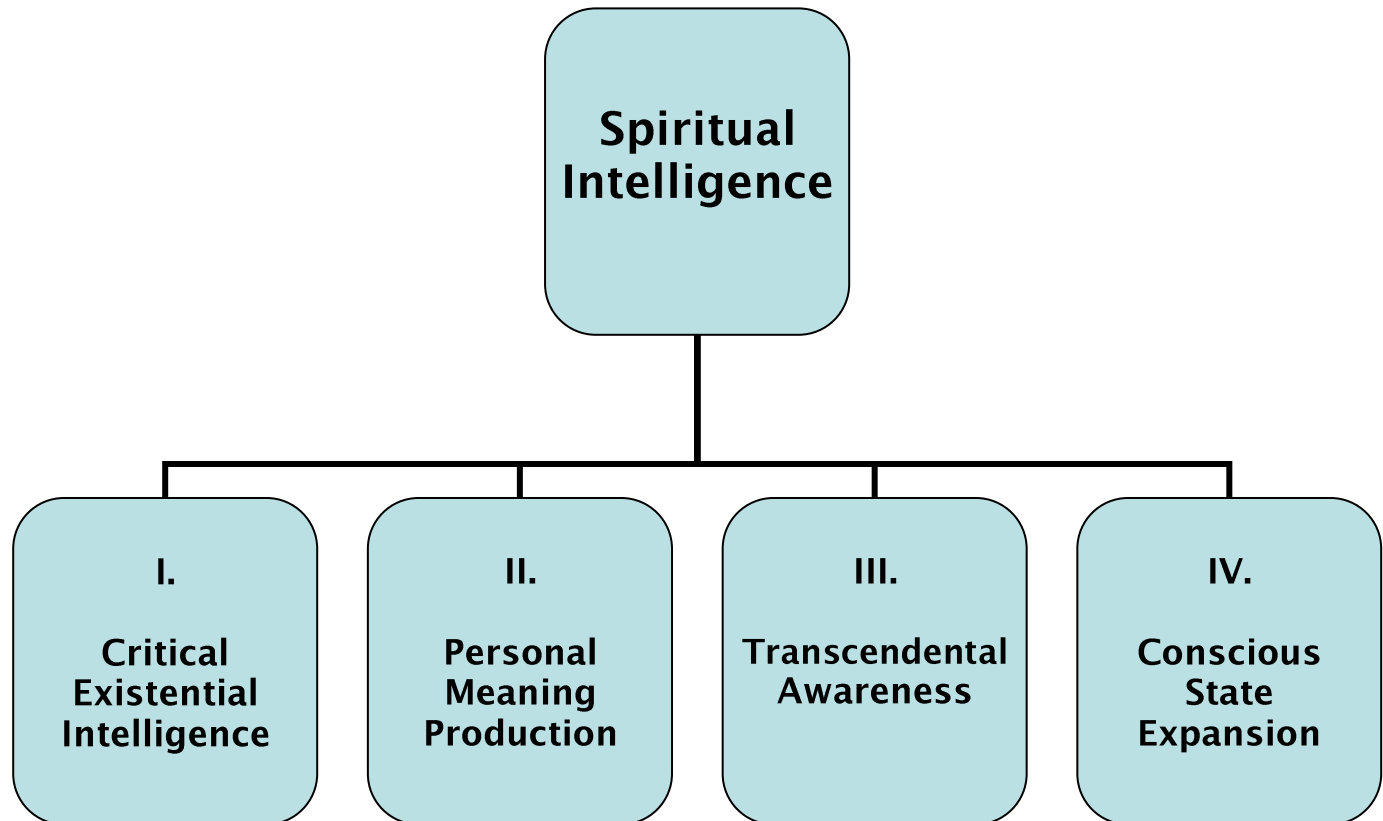 Spiritual
Intelligence
I.
Critical
Existential
Intelligence
II.
Personal
Meaning
Production
III.
Transcendental
Awareness
IV.
Conscious
State
Expansion